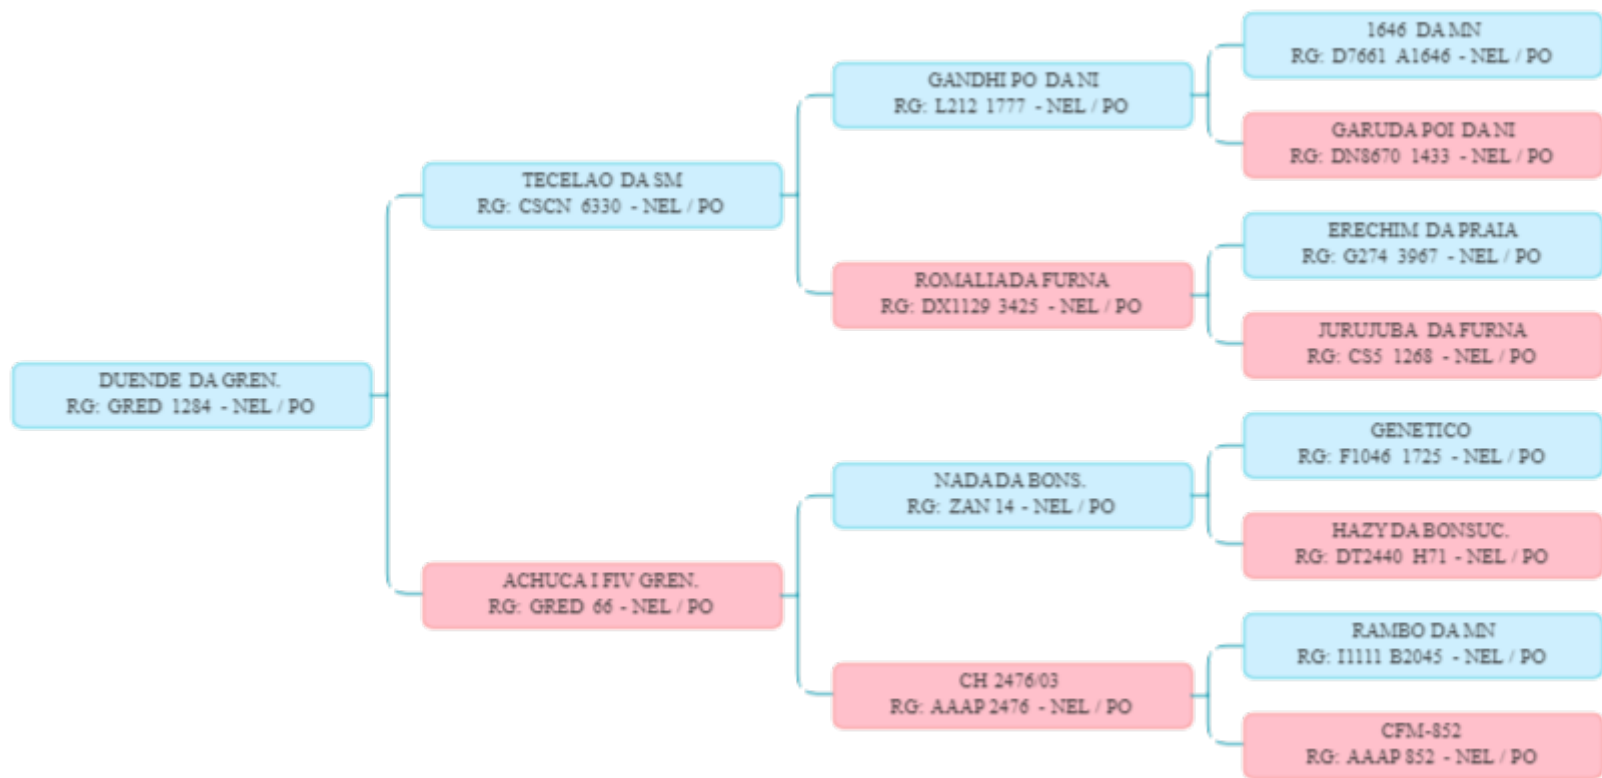 1646 DA MN
RG: D7661 A1646 - NEL / PO
GANDHI PO DA NI
RG: L212 1777 - NEL / PO
GARUDA POI DA NI
RG: DN8670 1433 - NEL / PO
TECELAO DA SM
RG: CSCN 6330 - NEL / PO
ERECHIM DA PRAIA
RG: G274 3967 - NEL / PO
ROMALIA DA FURNA
RG: DX1129 3425 - NEL / PO
JURUJUBA DA FURNA
RG: CS5 1268 - NEL / PO
DUENDE DA GREN.
RG: GRED 1284 - NEL / PO
GENETICO
RG: F1046 1725 - NEL / PO
NADA DA BONS.
RG: ZAN 14 - NEL / PO
HAZY DA BONSUC.
RG: DT2440 H71 - NEL / PO
ACHUCA I FIV GREN.
RG: GRED 66 - NEL / PO
RAMBO DA MN
RG: I1111 B2045 - NEL / PO
CH 2476/03
RG: AAAP 2476 - NEL / PO
CFM-852
RG: AAAP 852 - NEL / PO